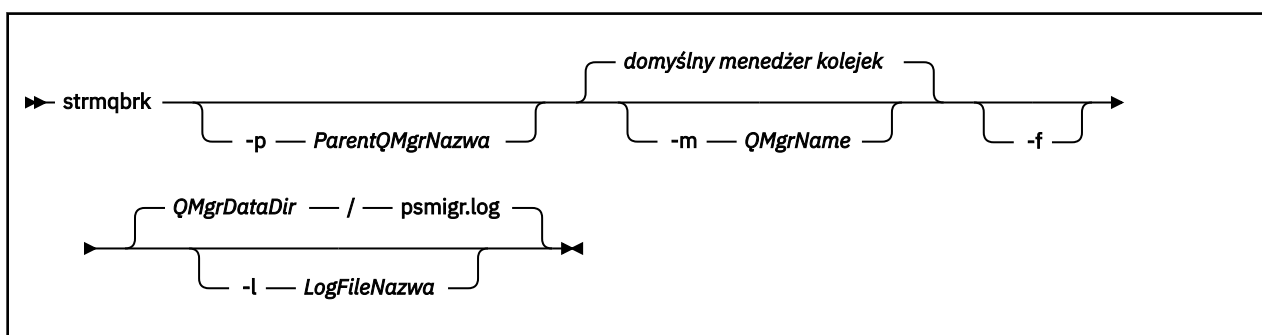 domyślny menedżer kolejek
strmqbrk
-p ParentQMgrNazwa
-m QMgrName
-f
QMgrDataDir / psmigr.log
-l LogFileNazwa